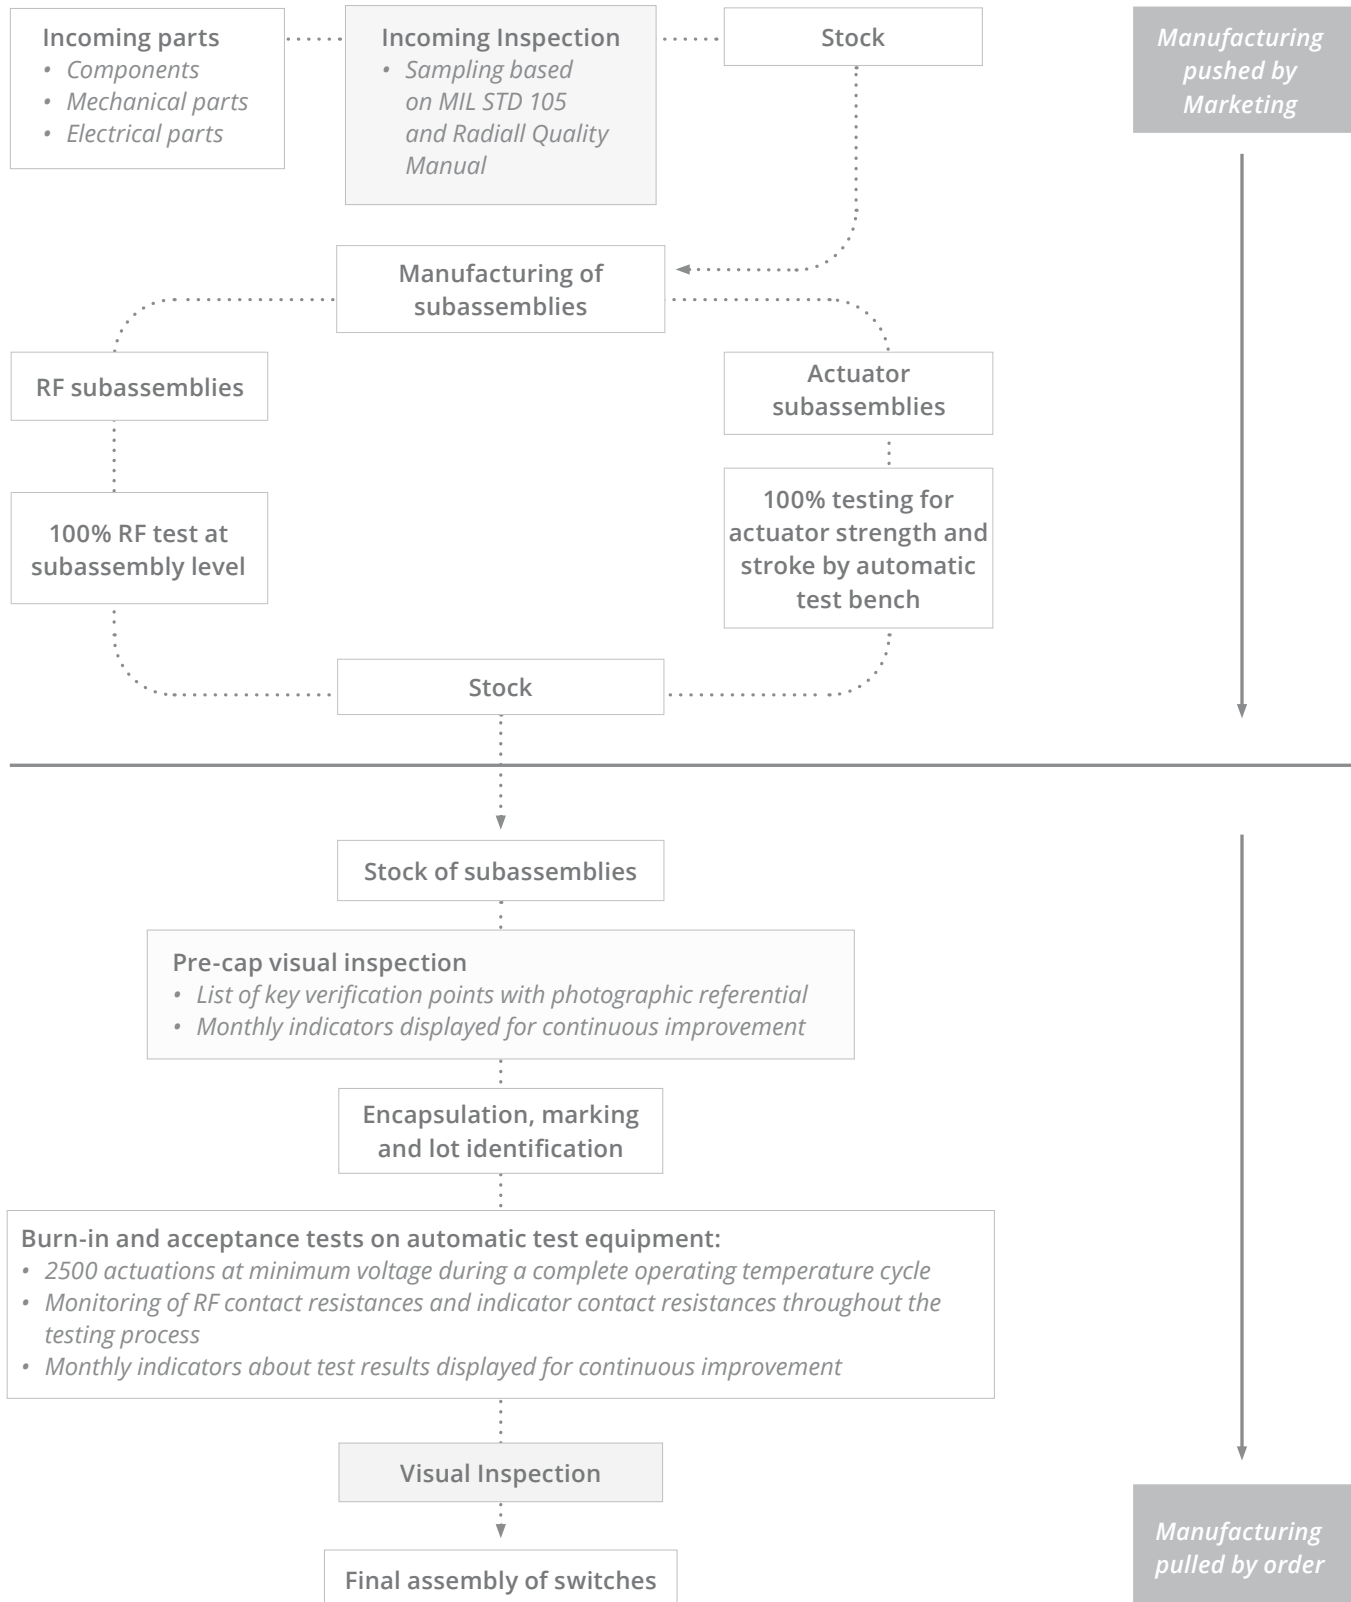 Incoming parts
• Components
• Mechanical parts
• Electrical parts
Incoming Inspection
• Sampling based
on MIL STD 105
and Radiall Quality
Manual
Stock
Manufacturing
pushed by
Marketing
Manufacturing of
subassemblies
RF subassemblies
Actuator
subassemblies
100% RF test at
subassembly level
100% testing for
actuator strength and
stroke by automatic
test bench
Stock
Stock of subassemblies
Pre-cap visual inspection
• List of key verification points with photographic referential
• Monthly indicators displayed for continuous improvement
Encapsulation, marking
and lot identification
Burn-in and acceptance tests on automatic test equipment:
• 2500 actuations at minimum voltage during a complete operating temperature cycle
• Monitoring of RF contact resistances and indicator contact resistances throughout the
testing process
• Monthly indicators about test results displayed for continuous improvement
Visual Inspection
Final assembly of switches
Manufacturing
pulled by order